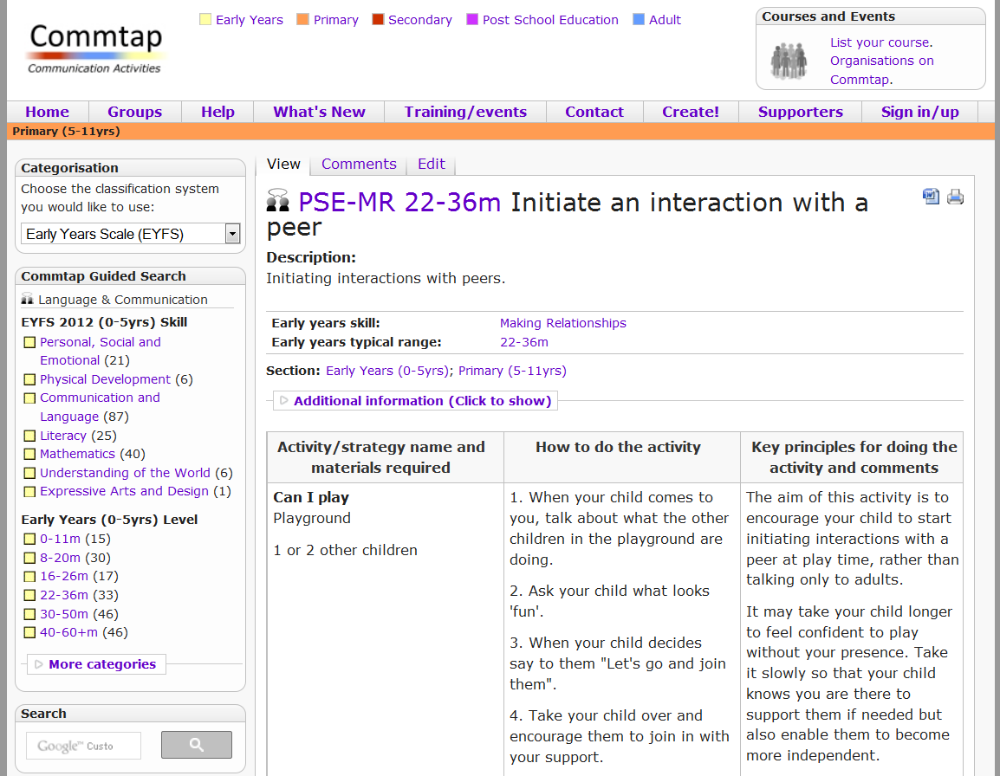 Commtap
Communication Activities
Early Years
Primary
Secondary
Post School Education
Adult
Courses and Events
List your course.
Organisations on
Commtap.
Home
Groups
Help
What's New
Training/events
Contact
Create!
Supporters
Sign in/up
Primary (5-11yrs)
Categorisation
Choose the classification system
you would like to use:
Early Years Scale (EYFS)
Commtap Guided Search
Language & Communication
EYFS 2012 (0-5yrs) Skill
Personal, Social and
Emotional (21)
Physical Development (6)
Communication and
Language (87)
Literacy (25)
Mathematics (40)
Understanding of the World (6)
Expressive Arts and Design (1)
Early Years (0-5yrs) Level
0-11m (15)
8-20m (30)
16-26m (17)
22-36m (33)
30-50m (46)
40-60+m (46)
More categories
Search
Google™ Custo
View
Comments
Edit
PSE-MR 22-36m Initiate an interaction with a
peer
Description:
Initiating interactions with peers.
Early years skill: Making Relationships
Early years typical range: 22-36m
Section: Early Years (0-5yrs); Primary (5-11yrs)
Additional information (Click to show)
Activity/strategy name and
materials required
How to do the activity
Key principles for doing the
activity and comments
Can I play
Playground
1 or 2 other children
1. When your child comes to
you, talk about what the other
children in the playground are
doing.
2. Ask your child what looks
'fun'.
3. When your child decides
say to them "Let's go and join
them".
4. Take your child over and
encourage them to join in with
your support.
The aim of this activity is to
encourage your child to start
initiating interactions with a
peer at play time, rather than
talking only to adults.
It may take your child longer
to feel confident to play
without your presence. Take
it slowly so that your child
knows you are there to
support them if needed but
also enable them to become
more independent.